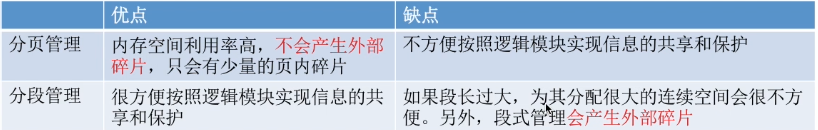 优点 缺点
分页管理 内存空间利用率高，不会产生外部 不方便按照逻辑模块实现信息的共享和保护
碎片，只会有少量的页内碎片
分段管理 很方便按照逻辑模块实现信息的共 如果段长过大，为其分配很大的连续空间会很不方
享和保护 便。另外，段式管理会产生外部碎片